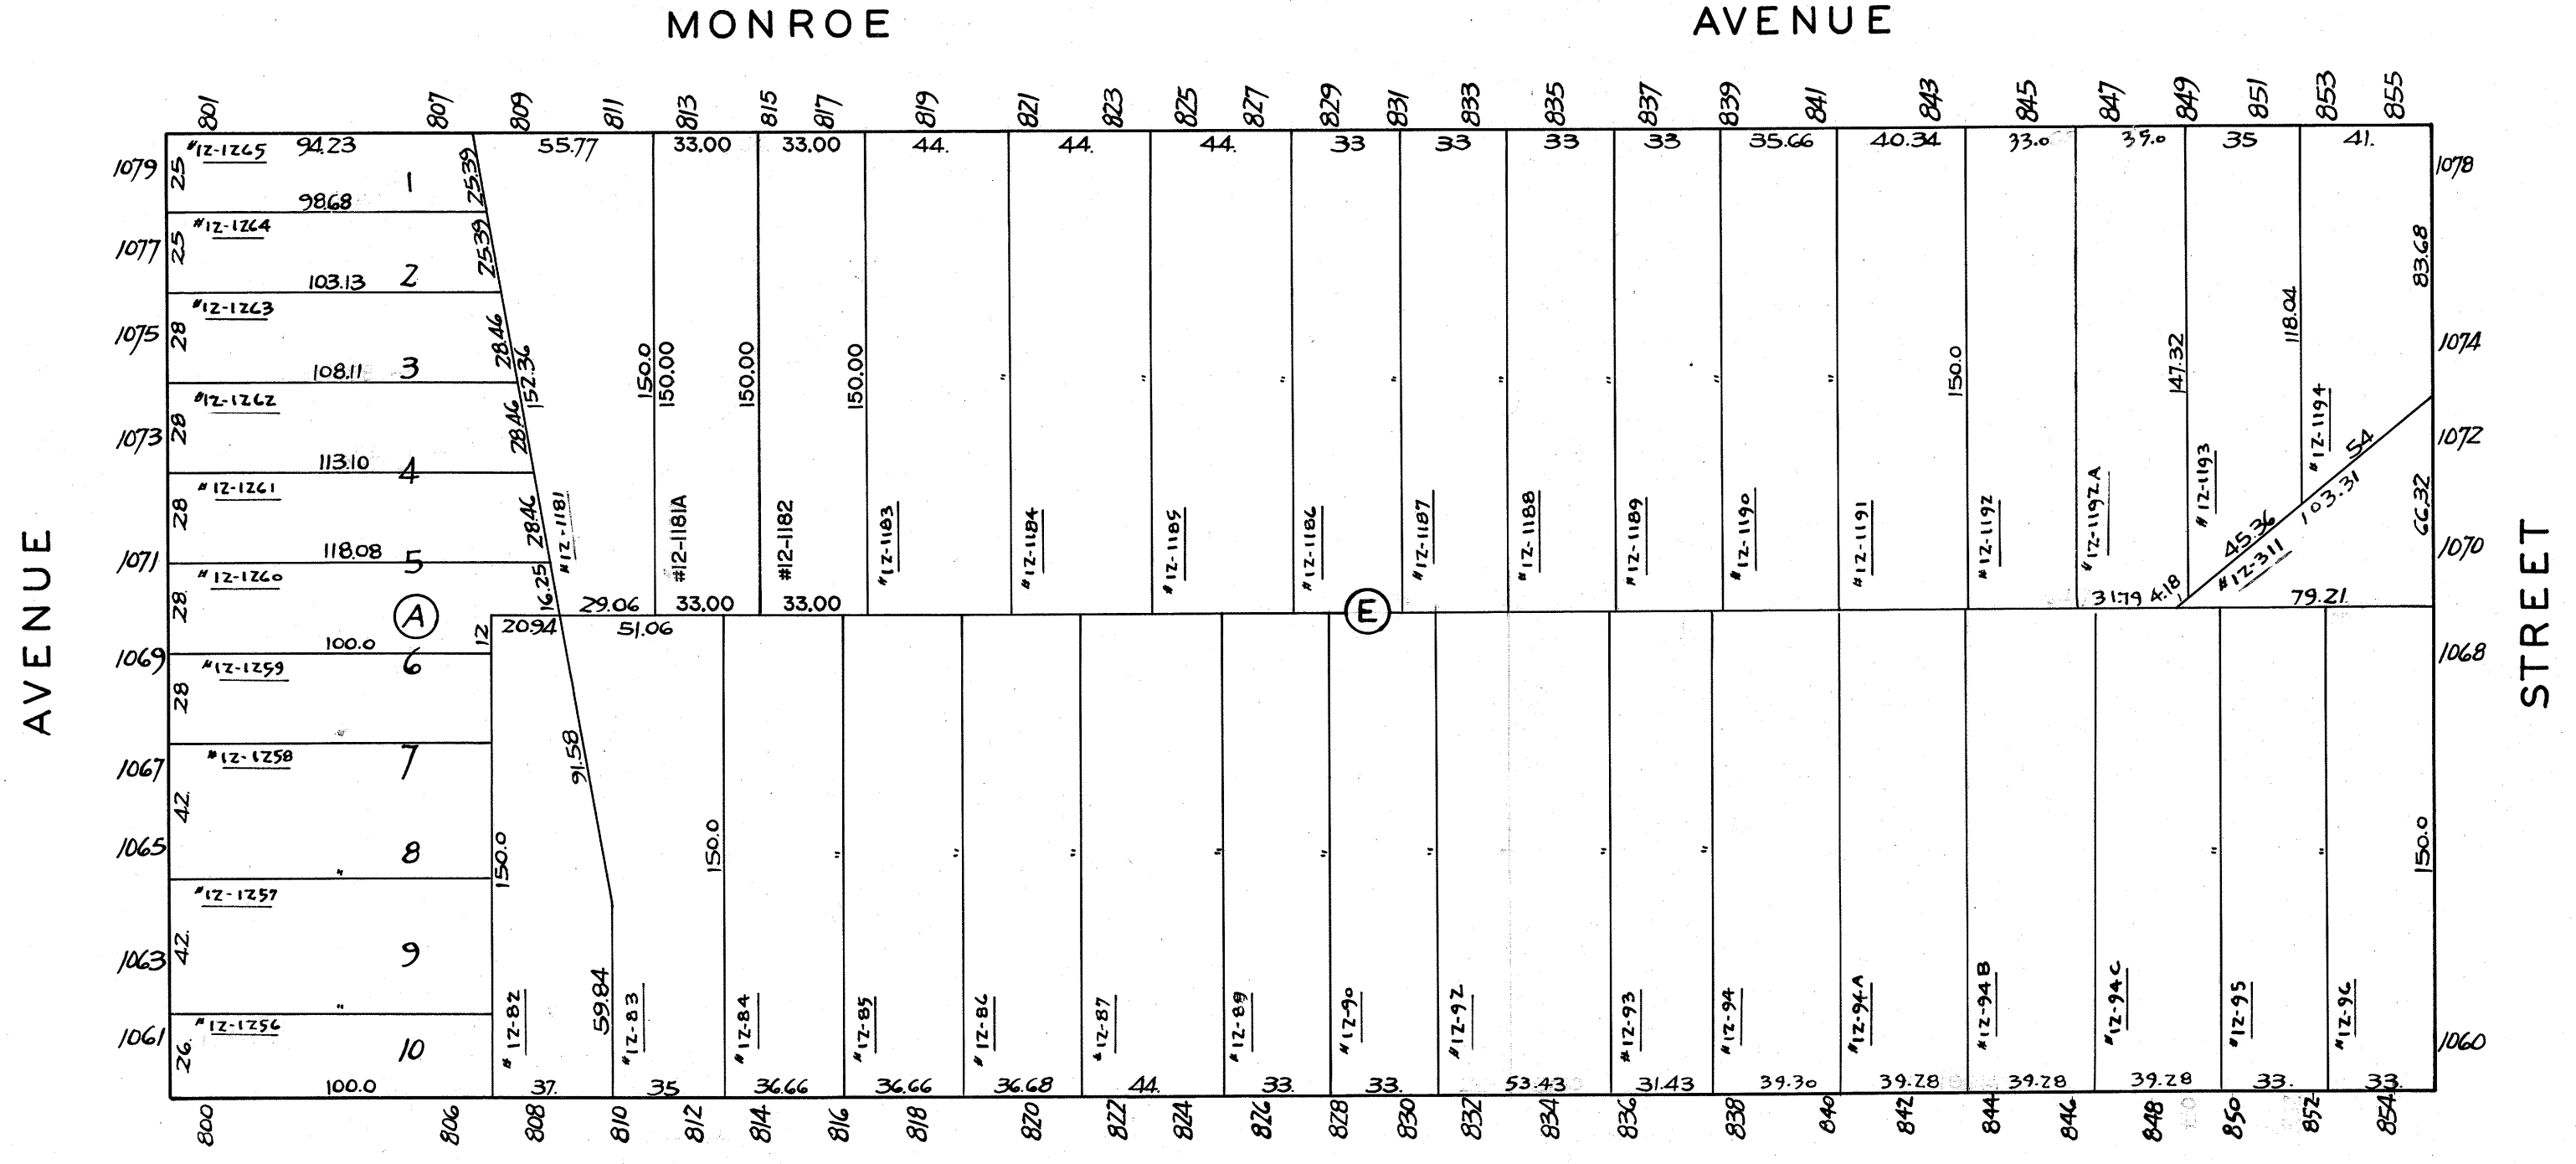 MONROE AVENUE
801 807 809 811 813 815 817 819 821 823 825 827 829 831 833 835 837 839 841 843 845 847 849 851 853 855
#12-1265 94.23 55.77 33.00 33.00 44. 44. 44. 33 33 33 33 35.66 40.34 33.0 35 41.
1079 25 1 25.39 1078
98.68
#12-1264
1077 25 2 25.39 83.68
103.13
#12-1263
1075 28 3 28.46 152.36 150.0 150.00 150.00 150.00 " " " " " " " " 150.0 147.32 118.04 1074
108.11
#12-1262
1073 28 4 28.46 1072
113.10
#12-1261
28 28.46 #12-1181 #12-1181A #12-1182 #12-1183 #12-1184 #12-1185 #12-1186 #12-1187 #12-1188 #12-1189 #12-1190 #12-1191 #12-1192 #12-1192A #12-1193 #12-1194
45.36 54 103.31 66.32
1071 118.08 5 1070
#12-1260 #12-311
28. 16.25 29.06 33.00 33.00 31.79 4.18 79.21
A E
12 20.94 51.06
100.0
1069 6 1068
#12-1259
28
"
1067 #12-1258 7 91.58
42.
1065 8 150.0 150.0 " " " " " " " " " " 150.0
"
#12-1257
1063 42. 9
"
59.84
#12-82 #12-83 #12-84 #12-85 #12-86 #12-87 #12-89 #12-90 #12-92 #12-93 #12-94 #12-94A #12-94B #12-94C #12-95 #12-96
1061 #12-1256 26. 10 1060
100.0 37. 35 36.66 36.66 36.68 44. 33. 33. 53.43 31.43 39.30 39.28 39.28 39.28 33. 33.
800 806 808 810 812 814 816 818 820 822 824 826 828 830 832 834 836 838 840 842 844 846 848 850 852 854
AVENUE
STREET